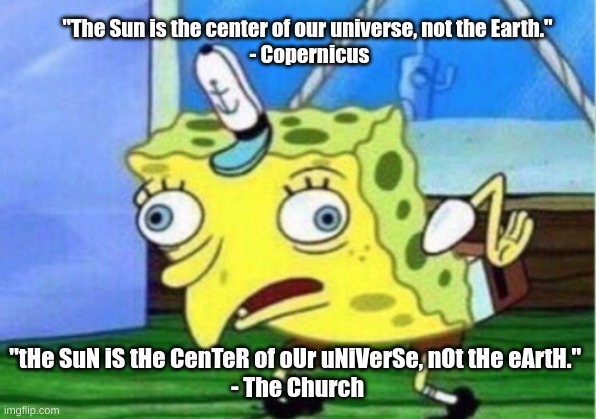 "The Sun is the center of our universe, not the Earth."
- Copernicus
"tHe SuN iS tHe CenTeR of oUr uNiVerSe, nOt tHe eArtH."
- The Church
imgflip.com